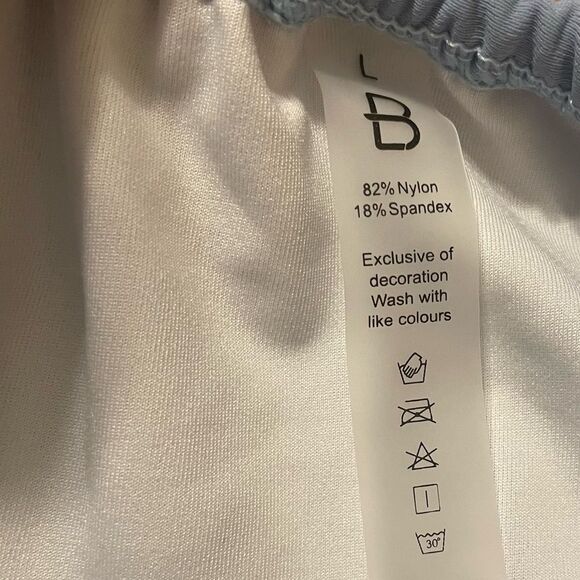 L
B
82% Nylon
18% Spandex
Exclusive of
decoration
Wash with
like colours
30°